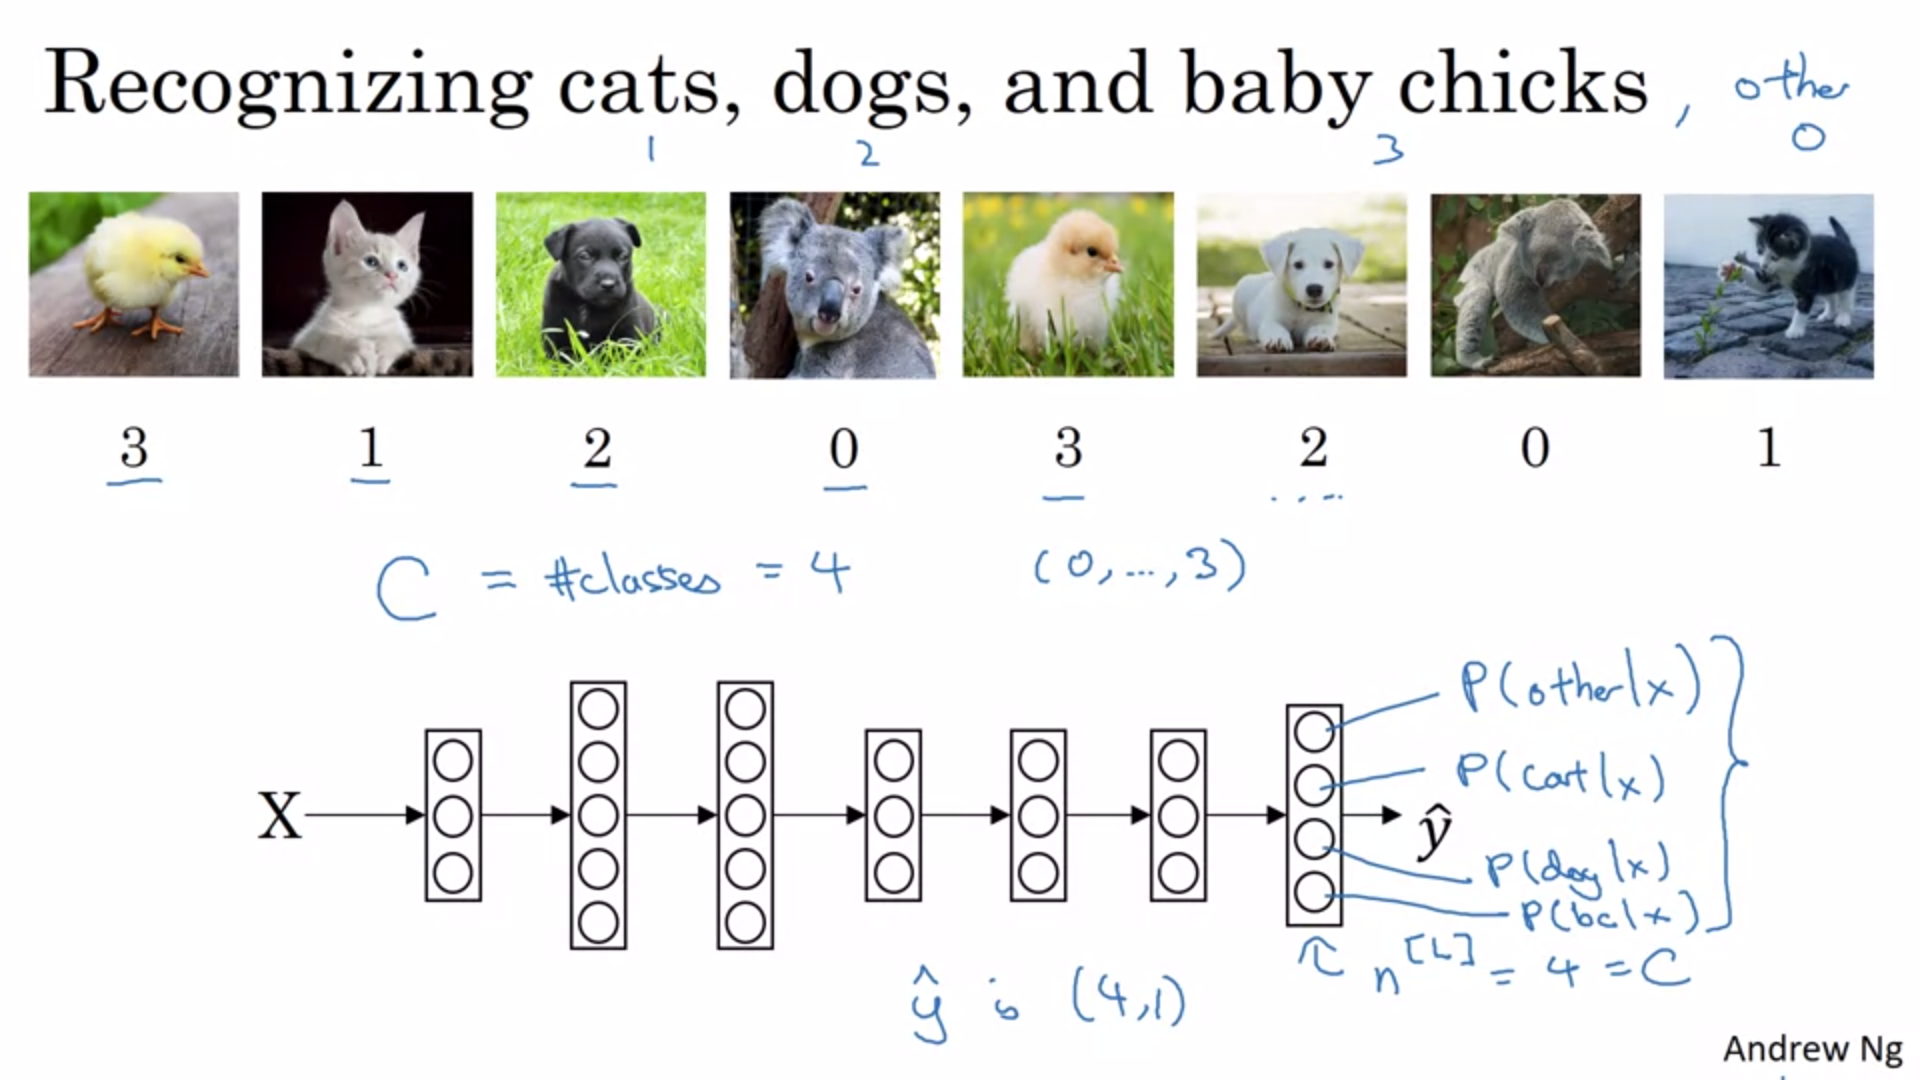 Recognizing cats, dogs, and baby chicks , other
1 2 3 0
3 1 2 0 3 2 0 1
C = #classes = 4 (0, ..., 3)
P(other|x)
P(cat|x)
X ŷ
P(dog|x)
P(bc|x)
n^[L] = 4 = C
ŷ is (4,1)
Andrew Ng